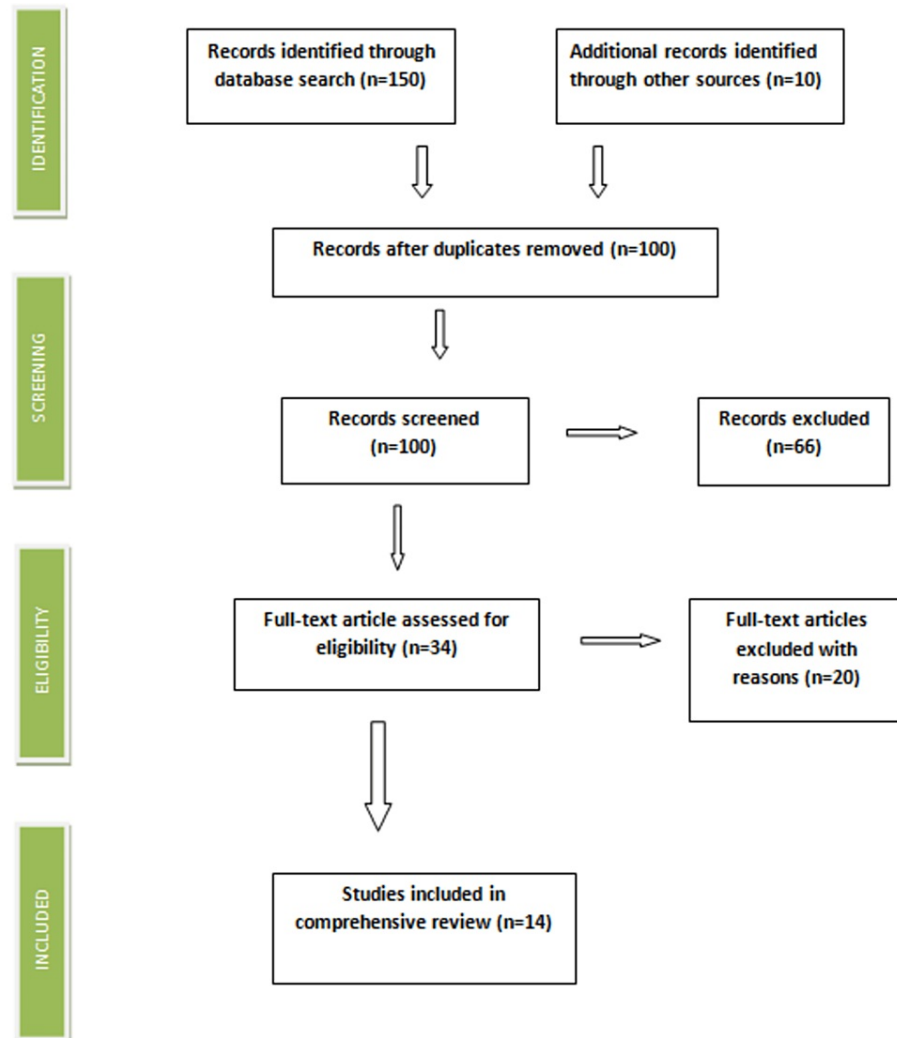 IDENTIFICATION
Records identified through
database search (n=150)
Additional records identified
through other sources (n=10)
Records after duplicates removed (n=100)
SCREENING
Records screened
(n=100)
Records excluded
(n=66)
ELIGIBILITY
Full-text article assessed for
eligibility (n=34)
Full-text articles
excluded with
reasons (n=20)
INCLUDED
Studies included in
comprehensive review (n=14)